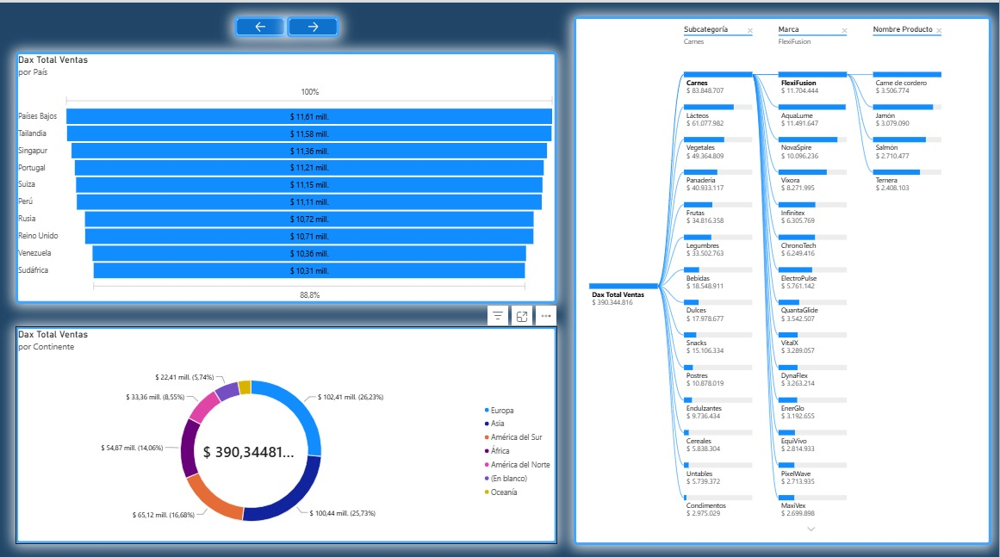 Dax Total Ventas
por País
100%
Países Bajos $ 11,61 mill.
Tailandia $ 11,58 mill.
Singapur $ 11,36 mill.
Portugal $ 11,21 mill.
Suiza $ 11,15 mill.
Perú $ 11,11 mill.
Rusia $ 10,72 mill.
Reino Unido $ 10,71 mill.
Venezuela $ 10,36 mill.
Sudáfrica $ 10,31 mill.
88,8%
Dax Total Ventas
por Continente
$ 22,41 mill. (5,74%)
$ 33,36 mill. (8,55%)
$ 102,41 mill. (26,23%)
$ 54,87 mill. (14,06%)
$ 390,34481...
$ 65,12 mill. (16,68%)
$ 100,44 mill. (25,73%)
Europa
Asia
América del Sur
África
América del Norte
(En blanco)
Oceanía
Subcategoría
Carnes
Marca
FlexiFusion
Nombre Producto
Dax Total Ventas
$ 390.344.816
Carnes
$ 83.848.707
Lácteos
$ 61.077.982
Vegetales
$ 49.364.809
Panadería
$ 40.933.117
Frutas
$ 34.816.358
Legumbres
$ 33.502.763
Bebidas
$ 18.548.911
Dulces
$ 17.978.677
Snacks
$ 15.106.334
Postres
$ 10.878.019
Endulzantes
$ 9.736.434
Cereales
$ 5.838.304
Untables
$ 5.739.372
Condimentos
$ 2.975.029
FlexiFusion
$ 11.704.444
AquaLume
$ 11.491.647
NovaSpire
$ 10.096.236
Vixora
$ 8.271.995
Infinitex
$ 6.305.769
ChronoTech
$ 6.249.416
ElectroPulse
$ 5.761.142
QuantaGlide
$ 3.542.507
VitalX
$ 3.289.057
DynaFlex
$ 3.263.214
EnerGlo
$ 3.192.655
EquiVivo
$ 2.814.933
PixelWave
$ 2.713.935
MaxiVex
$ 2.699.898
Carne de cordero
$ 3.506.774
Jamón
$ 3.079.090
Salmón
$ 2.710.477
Ternera
$ 2.408.103